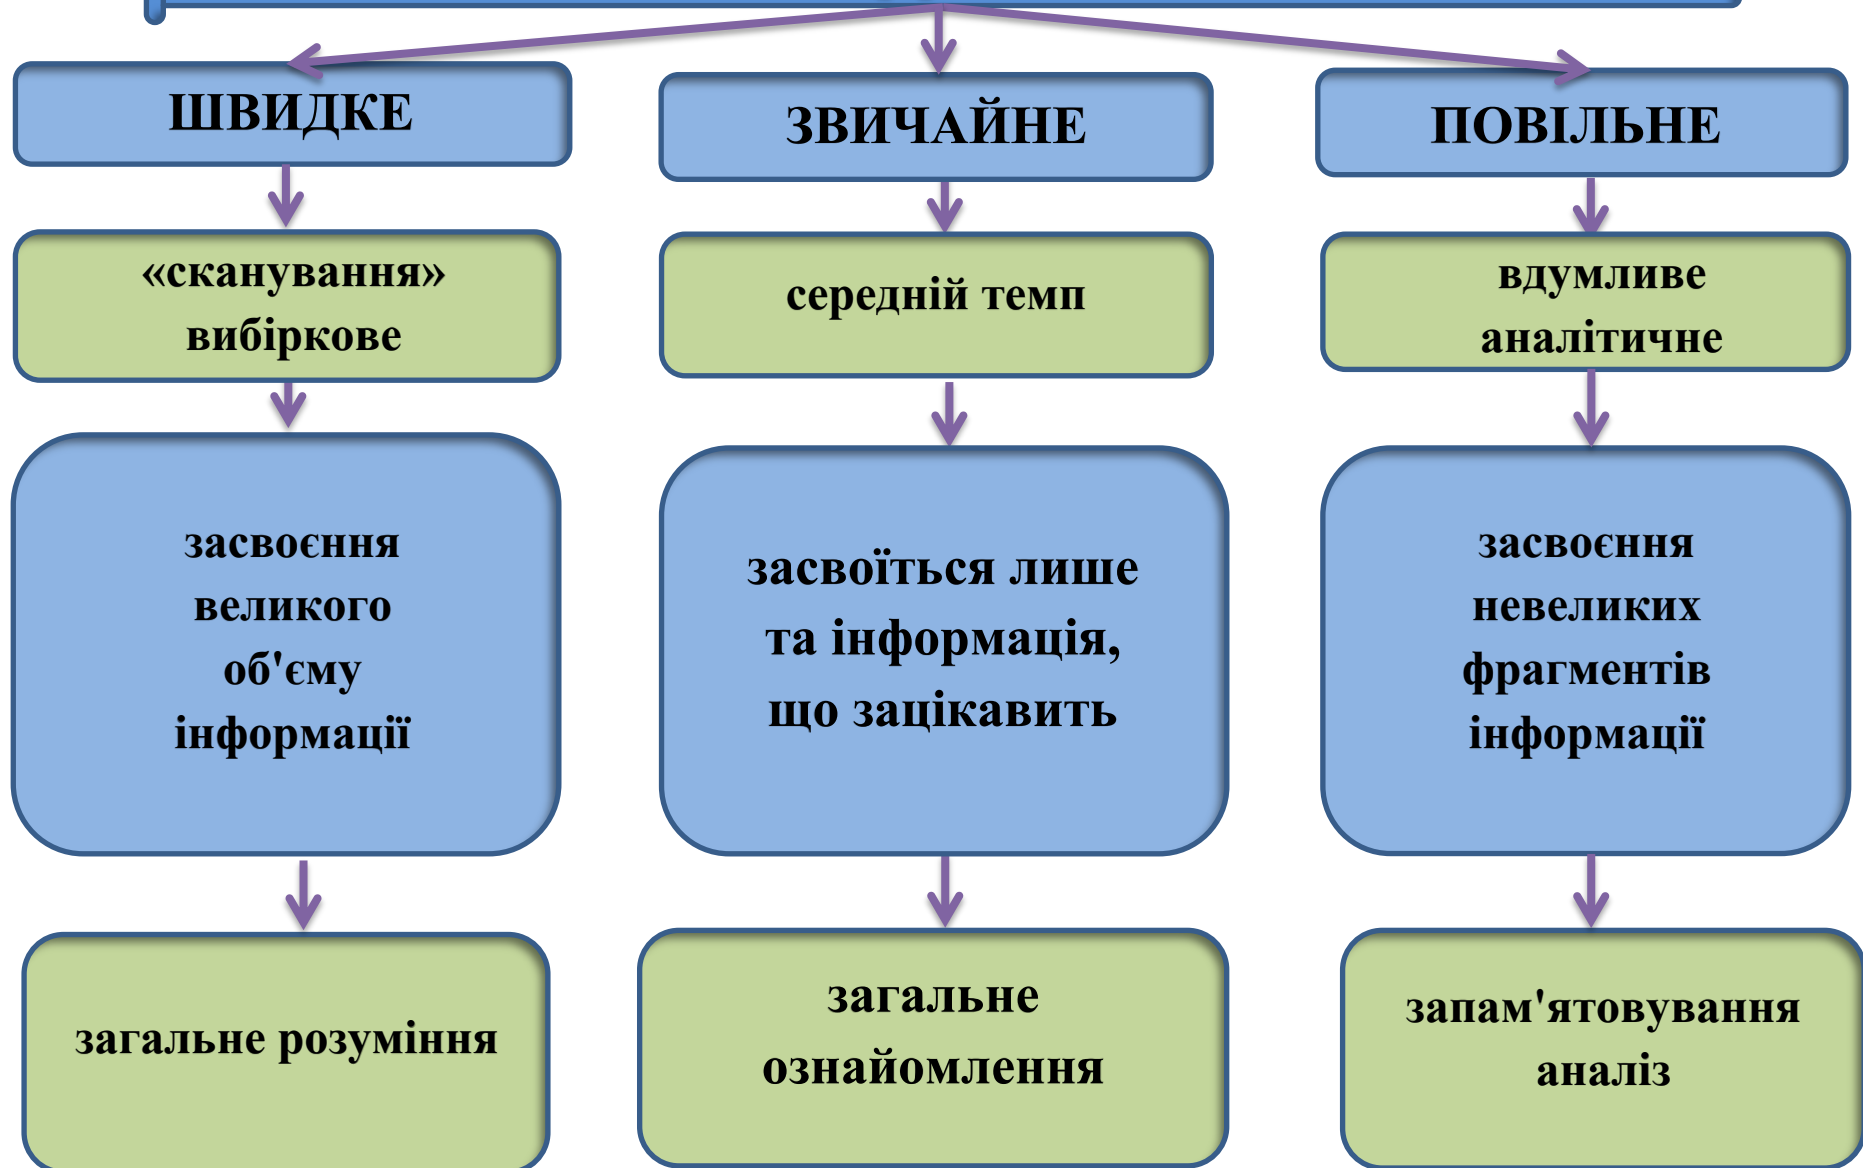 ШВИДКЕ
ЗВИЧАЙНЕ
ПОВІЛЬНЕ
«сканування»
вибіркове
середній темп
вдумливе
аналітичне
засвоєння
великого
об'єму
інформації
засвоїться лише
та інформація,
що зацікавить
засвоєння
невеликих
фрагментів
інформації
загальне розуміння
загальне
ознайомлення
запам'ятовування
аналіз